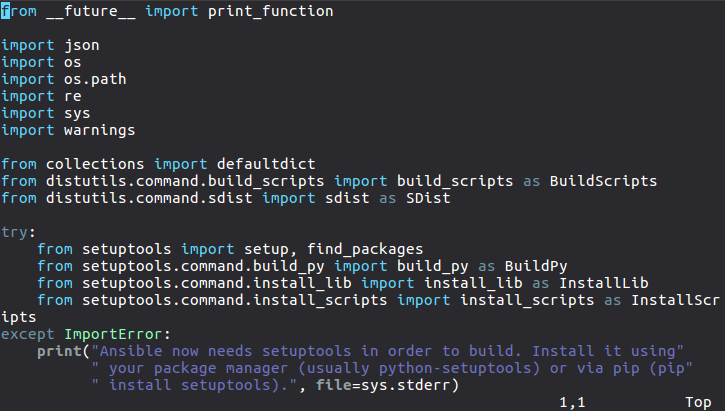 from __future__ import print_function
import json
import os
import os.path
import re
import sys
import warnings
from collections import defaultdict
from distutils.command.build_scripts import build_scripts as BuildScripts
from distutils.command.sdist import sdist as SDist
try:
    from setuptools import setup, find_packages
    from setuptools.command.build_py import build_py as BuildPy
    from setuptools.command.install_lib import install_lib as InstallLib
    from setuptools.command.install_scripts import install_scripts as InstallScr
ipts
except ImportError:
    print("Ansible now needs setuptools in order to build. Install it using"
          " your package manager (usually python-setuptools) or via pip (pip"
          " install setuptools).", file=sys.stderr)
1,1 Top